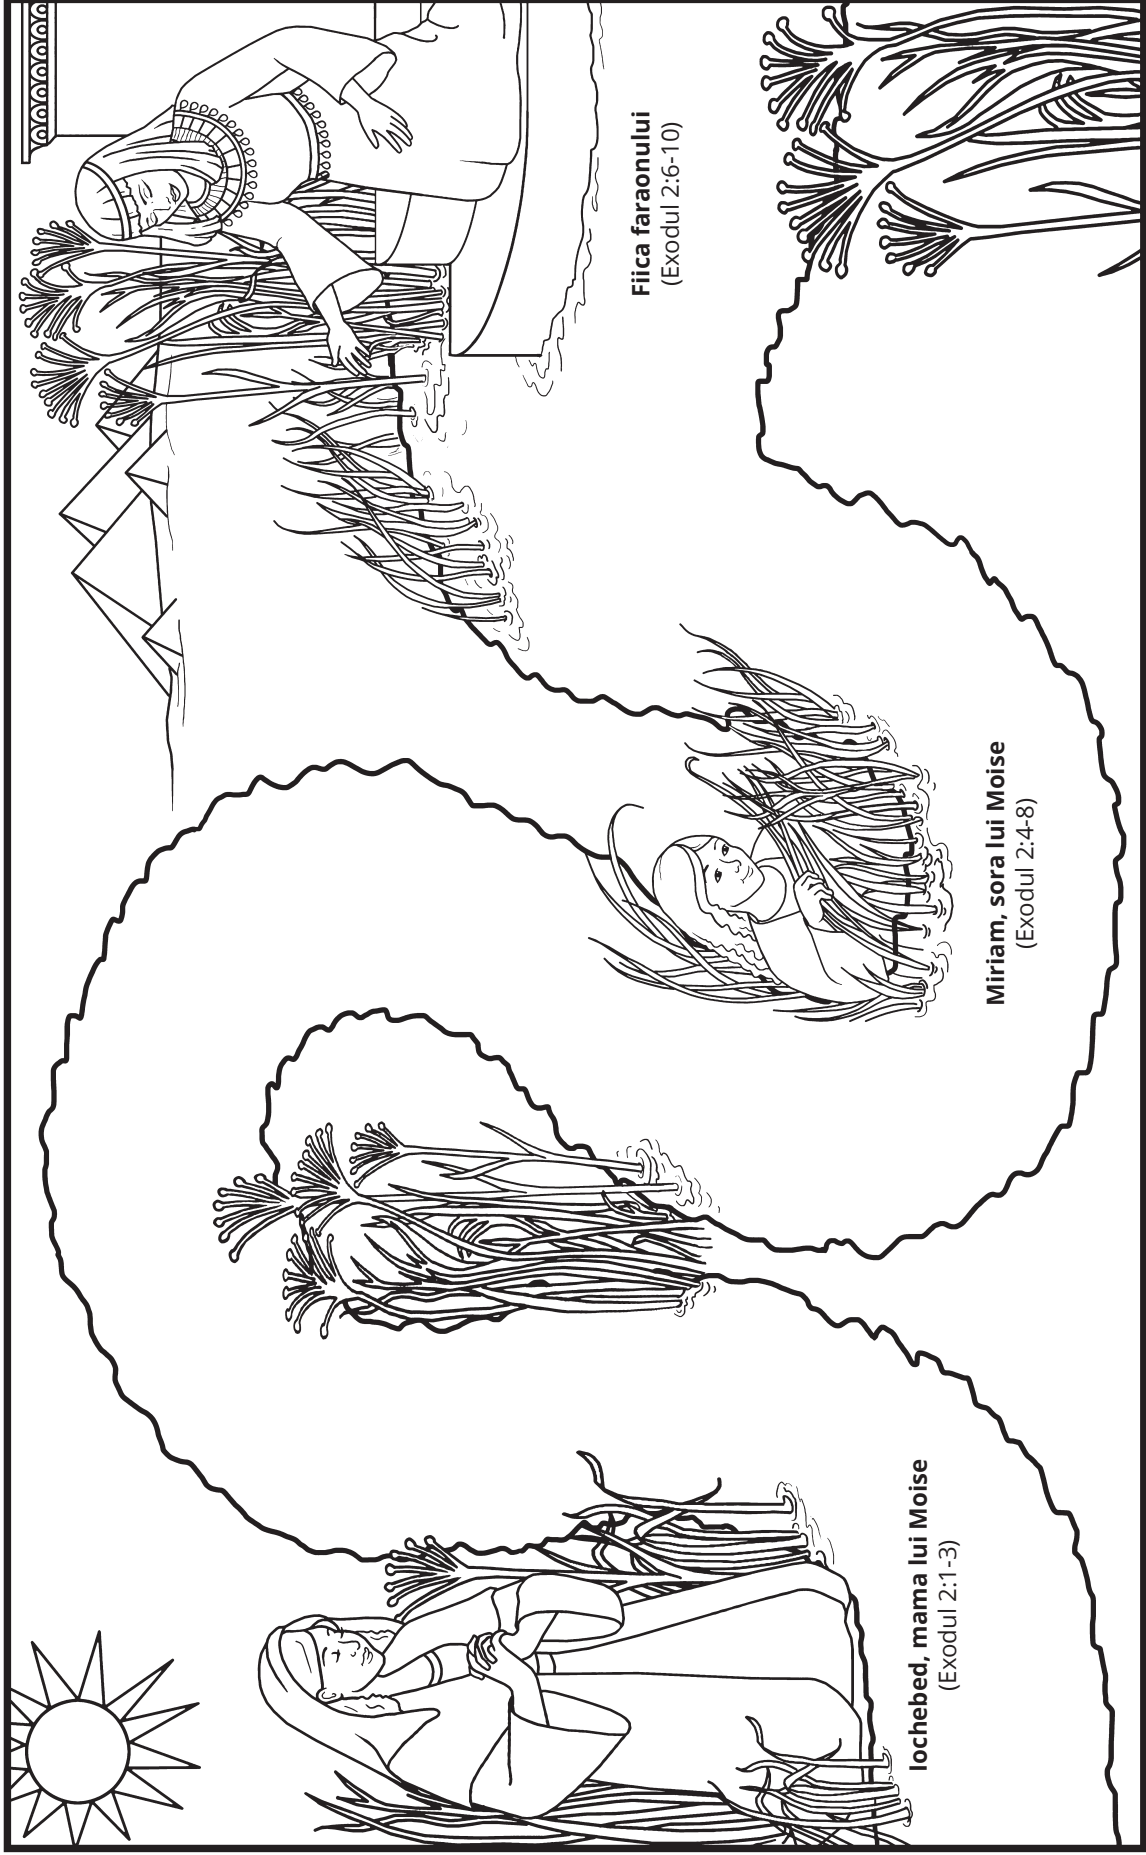 Iochebed, mama lui Moise
(Exodul 2:1-3)
Miriam, sora lui Moise
(Exodul 2:4-8)
Fiica faraonului
(Exodul 2:6-10)